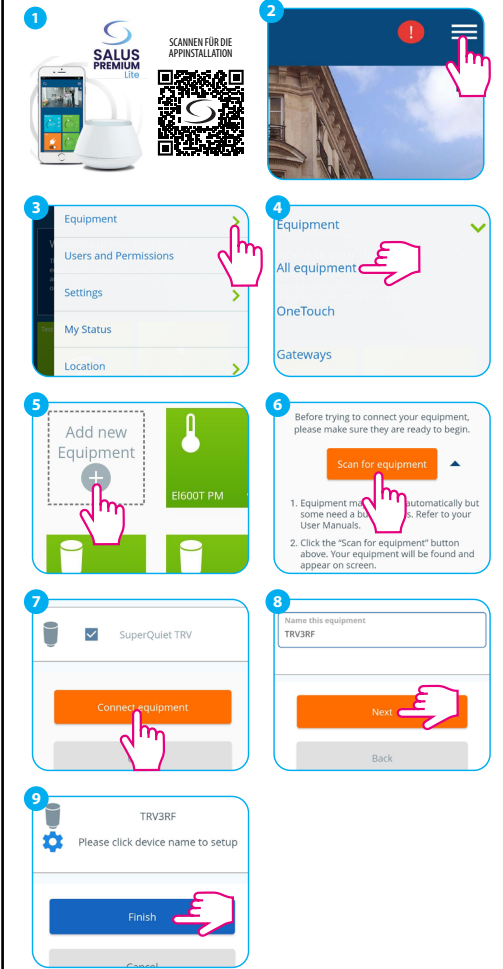 1
SALUS
PREMIUM
Lite
SCANNEN FÜR DIE
APPINSTALLATION
2
!
3
Equipment
Users and Permissions
Settings
My Status
Location
4
Equipment
All equipment
OneTouch
Gateways
5
Add new
Equipment
+
EI600T PM
6
Before trying to connect your equipment,
please make sure they are ready to begin.
Scan for equipment
1. Equipment automatically but
some need a Refer to your
User Manuals.
2. Click the “Scan for equipment” button
above. Your equipment will be found and
appear on screen.
7
SuperQuiet TRV
Connect equipment
8
Name this equipment
TRV3RF
Next
Back
9
TRV3RF
Please click device name to setup
Finish
Cancel